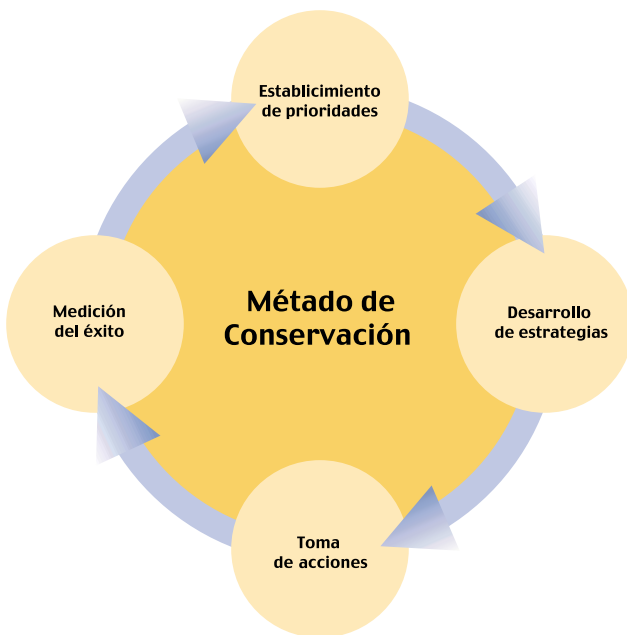 Establicimiento
de prioridades
Métado de
Conservación
Medición
del éxito
Desarrollo
de estrategias
Toma
de acciones